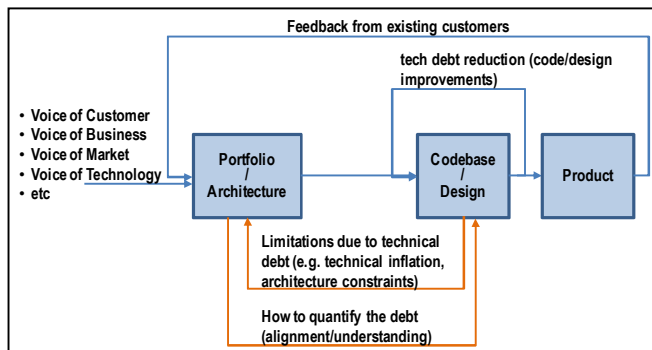 Feedback from existing customers
tech debt reduction (code/design
improvements)
• Voice of Customer
• Voice of Business
• Voice of Market
• Voice of Technology
• etc
Portfolio
/
Architecture
Codebase
/
Design
Product
Limitations due to technical
debt (e.g. technical inflation,
architecture constraints)
How to quantify the debt
(alignment/understanding)